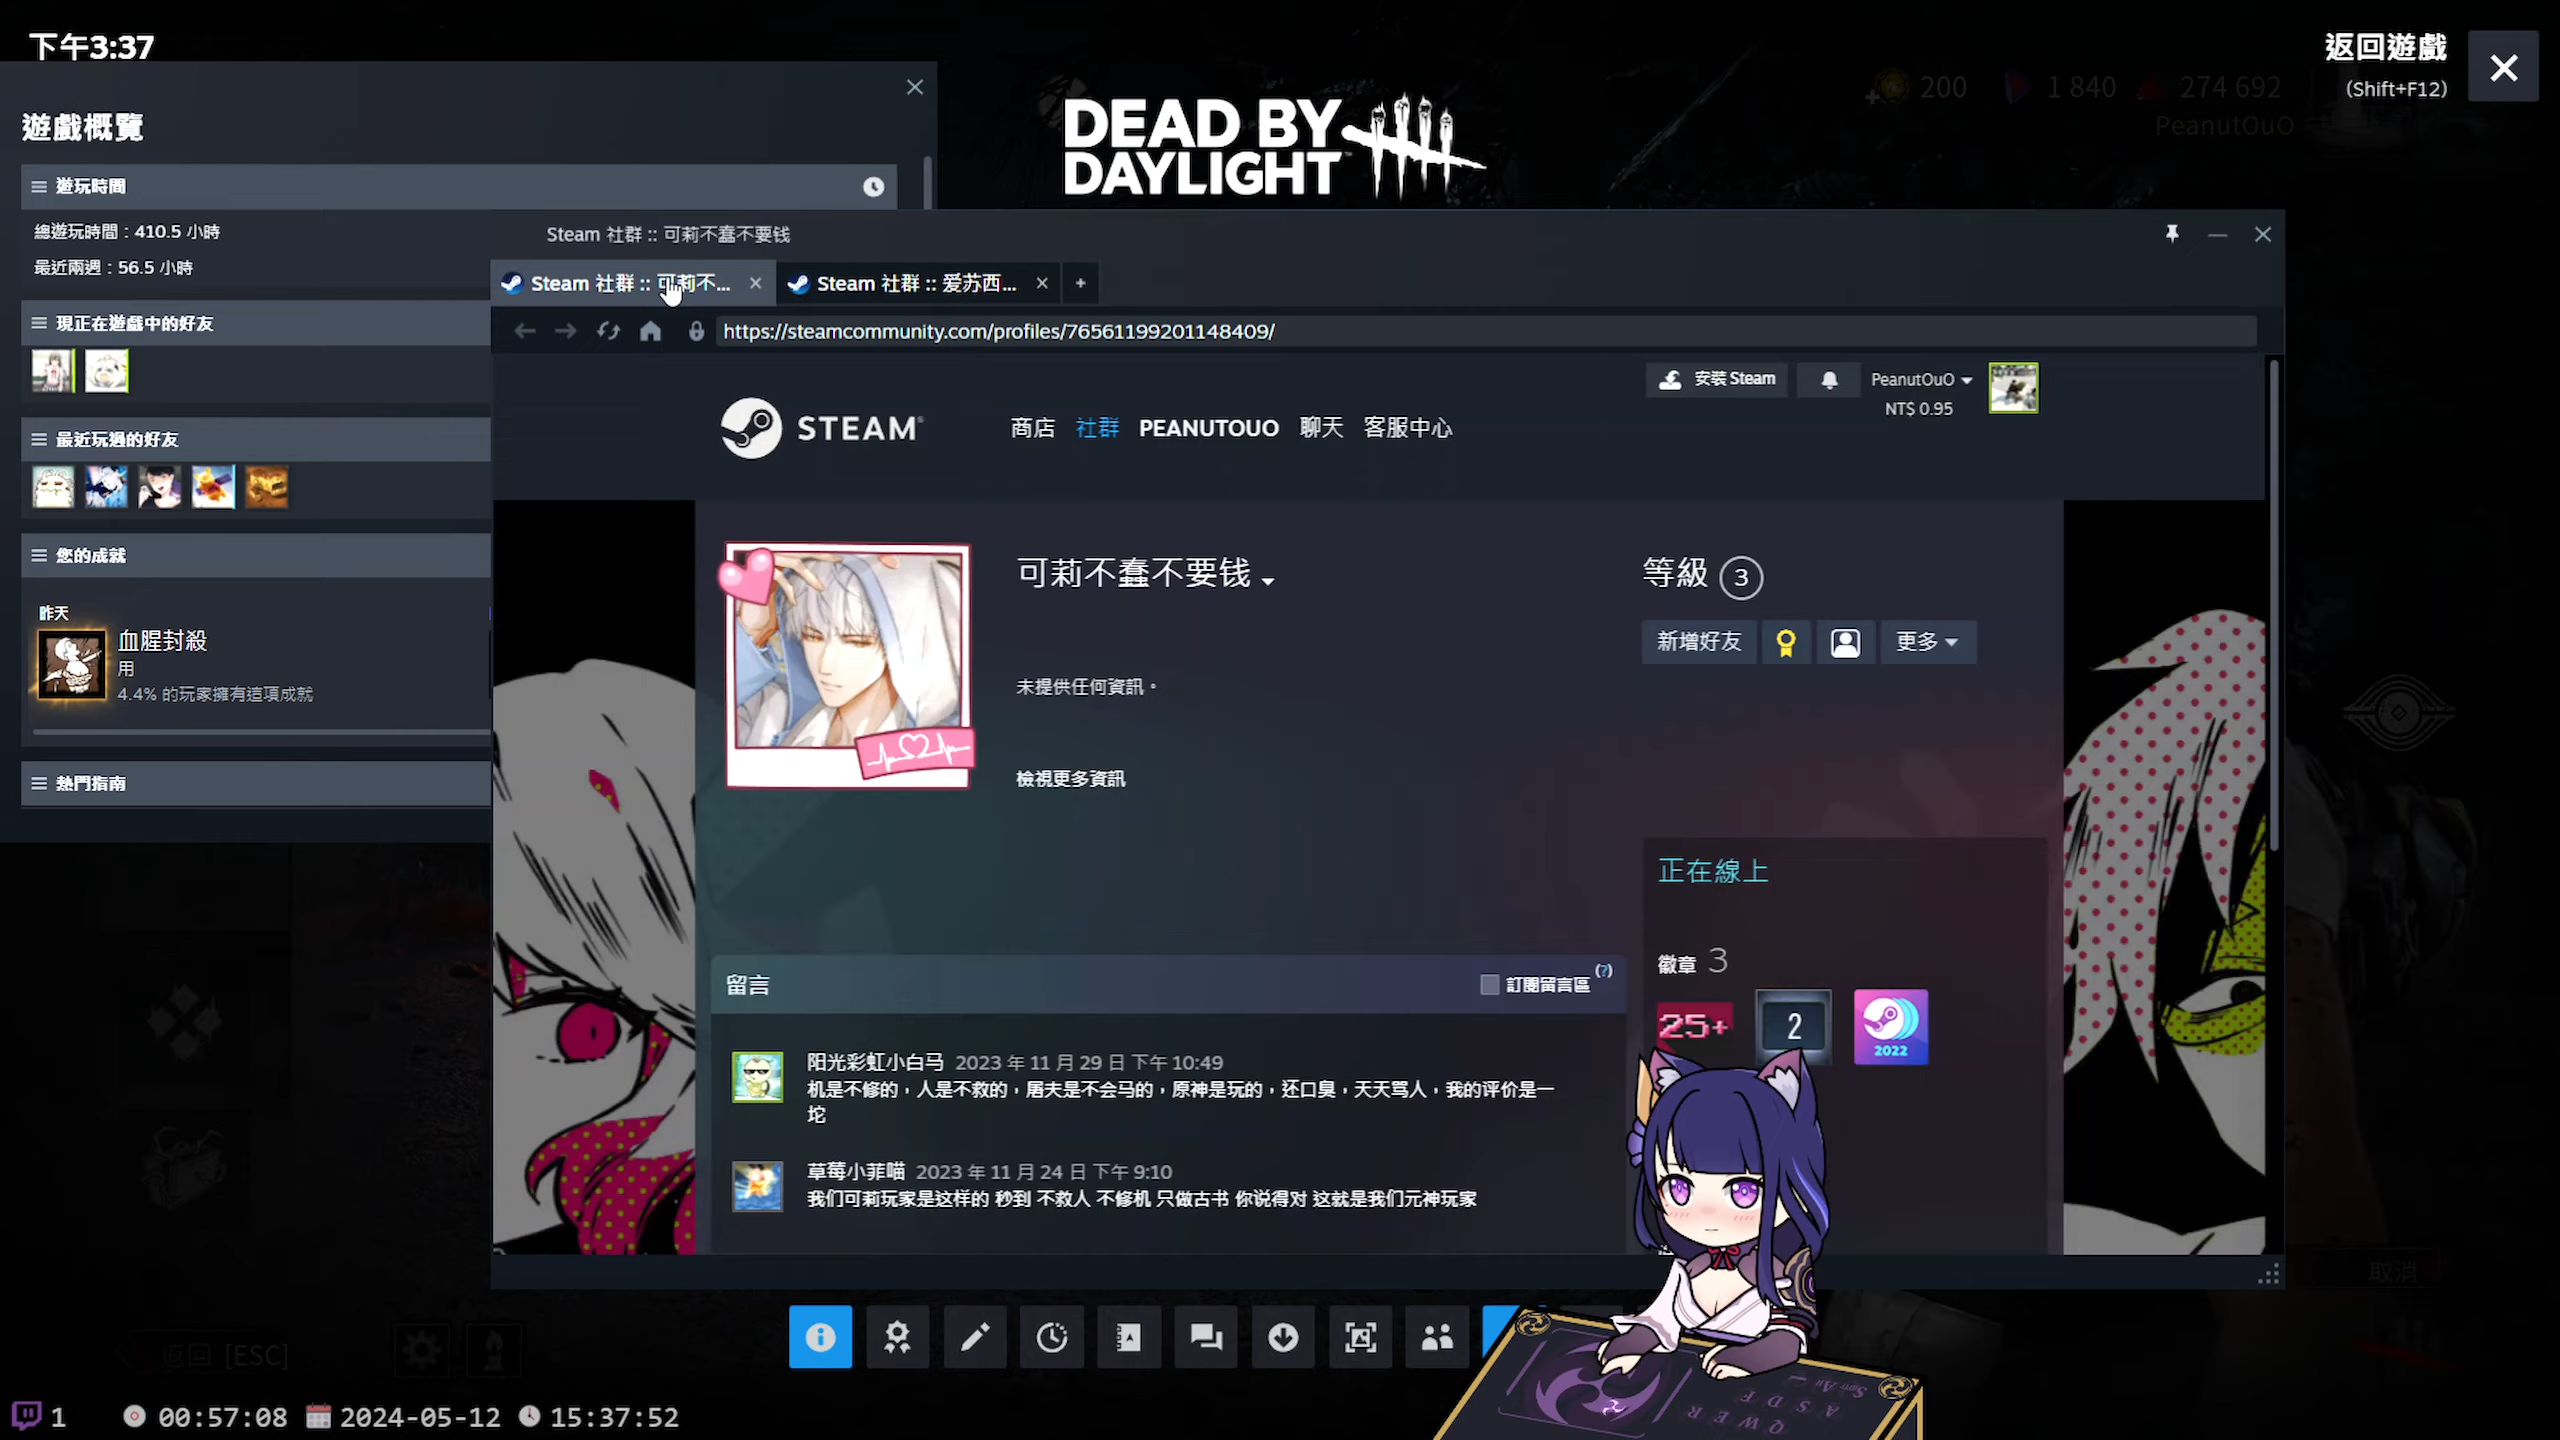 下午3:37
返回遊戲
(Shift+F12)
200 1 840 274 692
PeanutOuO
DEAD BY
DAYLIGHT
遊戲概覽
遊玩時間
總遊玩時間：410.5 小時
最近兩週：56.5 小時
現正在遊戲中的好友
最近玩過的好友
您的成就
昨天
血腥封殺
用
4.4% 的玩家擁有這項成就
熱門指南
Steam 社群 :: 可莉不蠢不要钱
Steam 社群 :: 可莉不...
Steam 社群 :: 爱苏西...
https://steamcommunity.com/profiles/76561199201148409/
安裝 Steam
PeanutOuO
NT$ 0.95
STEAM
商店 社群 PEANUTOUO 聊天 客服中心
可莉不蠢不要钱
等級 3
新增好友
更多
未提供任何資訊。
檢視更多資訊
正在線上
徽章 3
25+
2
2022
留言
訂閱留言區 (?)
阳光彩虹小白马 2023 年 11 月 29 日 下午 10:49
机是不修的，人是不救的，屠夫是不会马的，原神是玩的，还口臭，天天骂人，我的评价是一
坨
草莓小菲喵 2023 年 11 月 24 日 下午 9:10
我们可莉玩家是这样的 秒到 不救人 不修机 只做古书 你说得对 这就是我们元神玩家
取消
返回 [ESC]
Q W E R
A S D F
1 00:57:08 2024-05-12 15:37:52